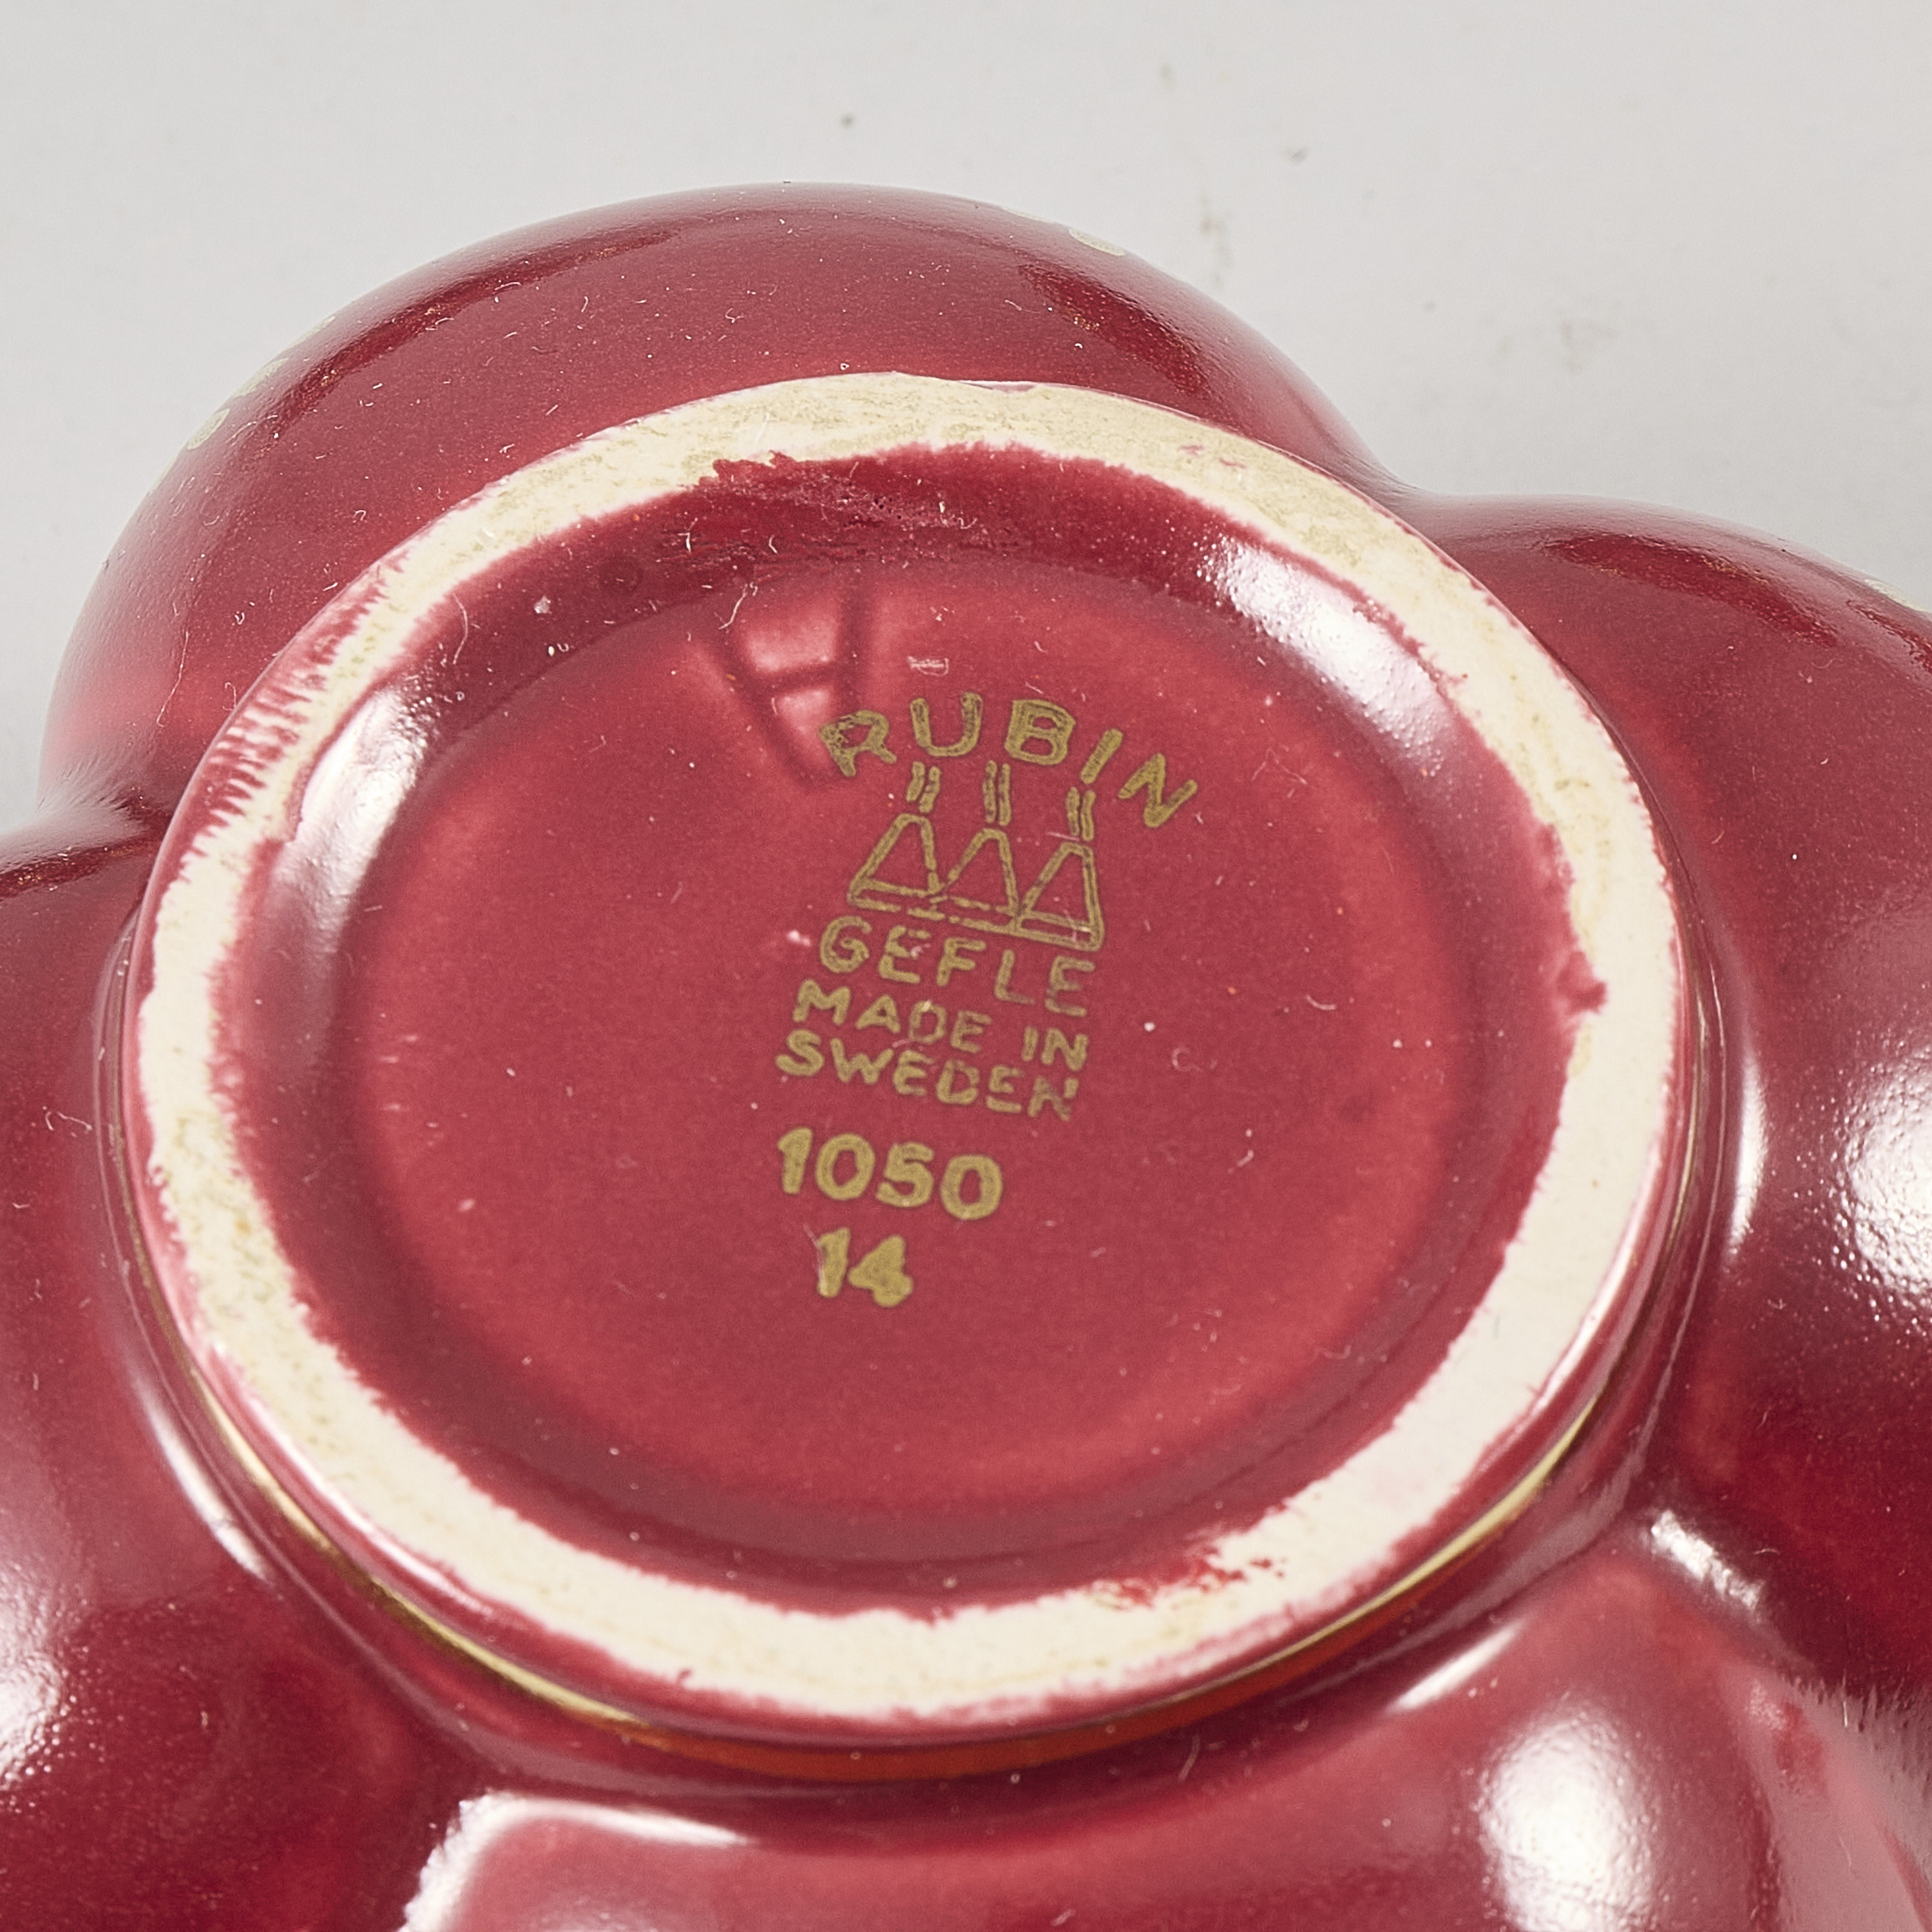 A
RUBIN
GEFLE
MADE IN
SWEDEN
1050
14